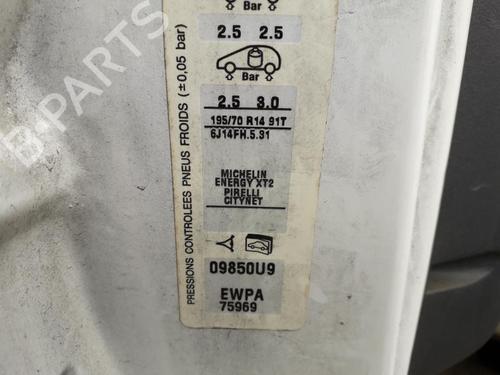 Bar Bar
2.5 2.5
Bar
2.5 3.0
195/70 R14 91T
6J14FH.5.31
MICHELIN
ENERGY XT2
PIRELLI
CITYNET
09850U9
EWPA
75969
PRESSIONS CONTROLEES PNEUS FROIDS (±0,05 bar)
B-PARTS